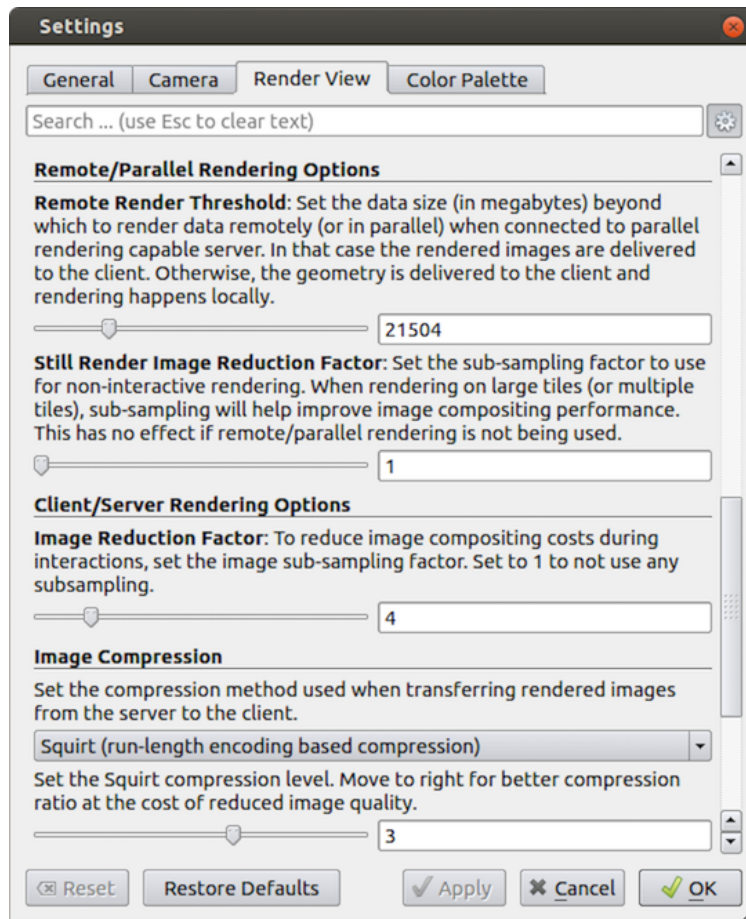 Settings
General Camera Render View Color Palette
Search ... (use Esc to clear text)
Remote/Parallel Rendering Options
Remote Render Threshold: Set the data size (in megabytes) beyond
which to render data remotely (or in parallel) when connected to parallel
rendering capable server. In that case the rendered images are delivered
to the client. Otherwise, the geometry is delivered to the client and
rendering happens locally.
21504
Still Render Image Reduction Factor: Set the sub-sampling factor to use
for non-interactive rendering. When rendering on large tiles (or multiple
tiles), sub-sampling will help improve image compositing performance.
This has no effect if remote/parallel rendering is not being used.
1
Client/Server Rendering Options
Image Reduction Factor: To reduce image compositing costs during
interactions, set the image sub-sampling factor. Set to 1 to not use any
subsampling.
4
Image Compression
Set the compression method used when transferring rendered images
from the server to the client.
Squirt (run-length encoding based compression)
Set the Squirt compression level. Move to right for better compression
ratio at the cost of reduced image quality.
3
Reset Restore Defaults Apply Cancel OK